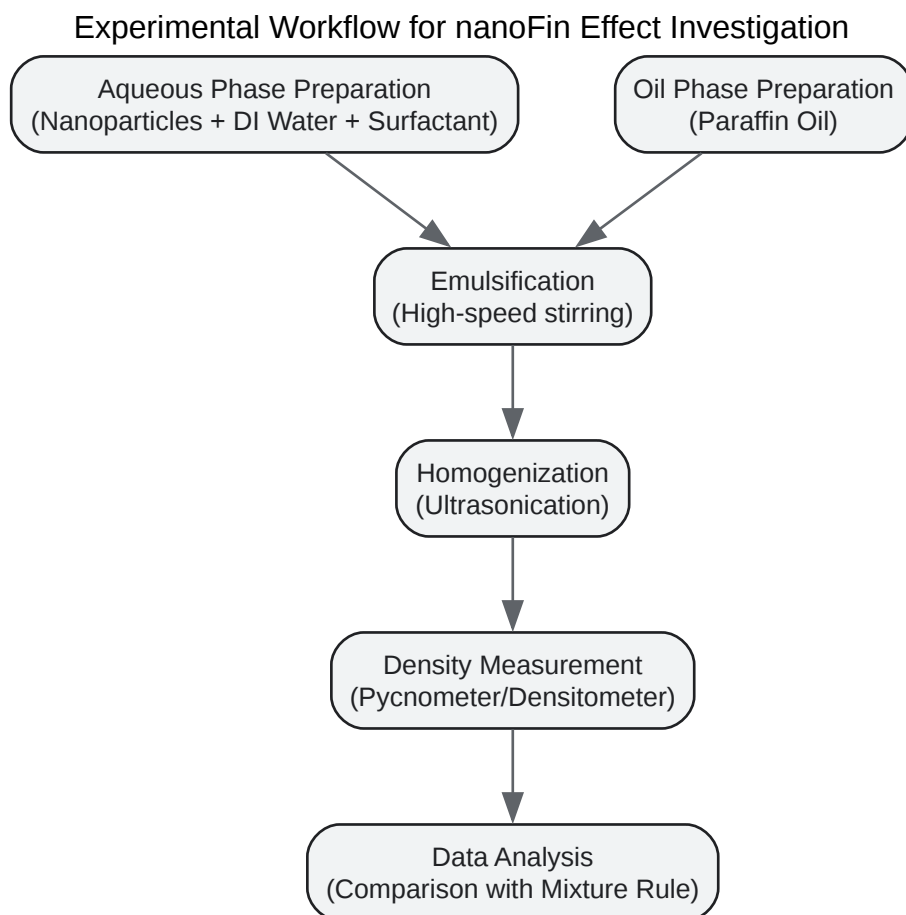 Experimental Workflow for nanoFin Effect Investigation
Aqueous Phase Preparation
(Nanoparticles + DI Water + Surfactant)
Oil Phase Preparation
(Paraffin Oil)
Emulsification
(High-speed stirring)
Homogenization
(Ultrasonication)
Density Measurement
(Pycnometer/Densitometer)
Data Analysis
(Comparison with Mixture Rule)